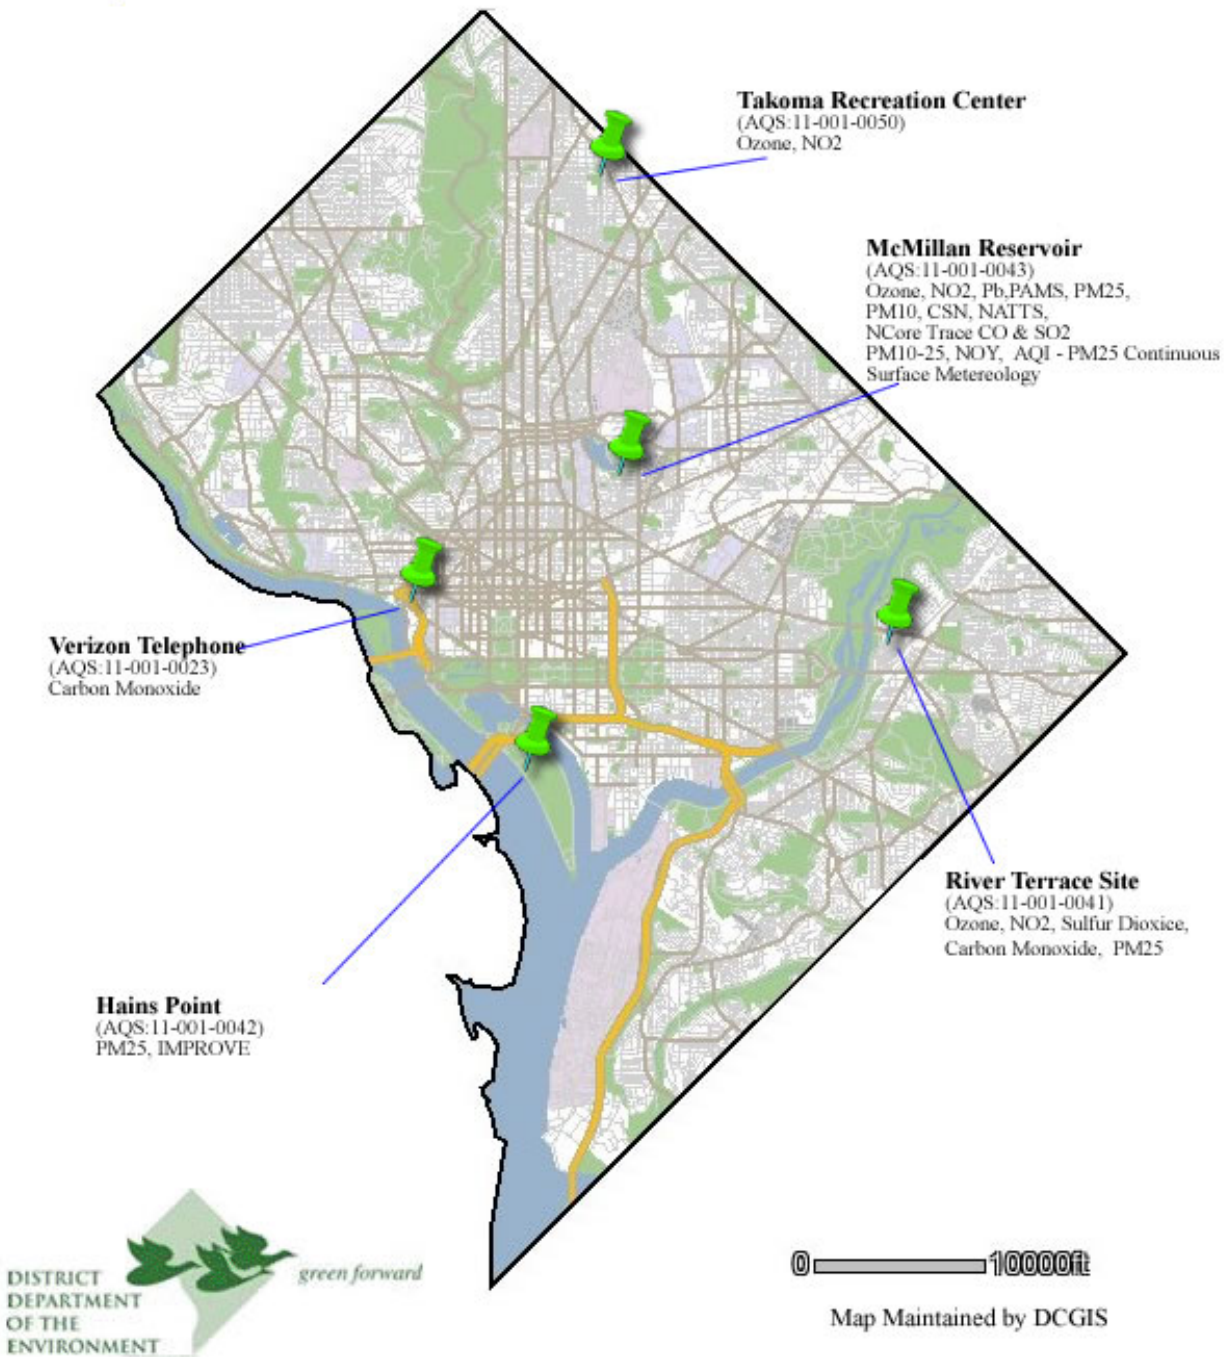 Takoma Recreation Center
(AQS:11-001-0050)
Ozone, NO2
McMillan Reservoir
(AQS:11-001-0043)
Ozone, NO2, Pb,PAMS, PM25,
PM10, CSN, NATTS,
NCore Trace CO & SO2
PM10-25, NOY, AQI - PM25 Continuous
Surface Metereology
Verizon Telephone
(AQS:11-001-0023)
Carbon Monoxide
River Terrace Site
(AQS:11-001-0041)
Ozone, NO2, Sulfur Dioxice,
Carbon Monoxide, PM25
Hains Point
(AQS:11-001-0042)
PM25, IMPROVE
DISTRICT
DEPARTMENT
OF THE
ENVIRONMENT
green forward
0 10000ft
Map Maintained by DCGIS